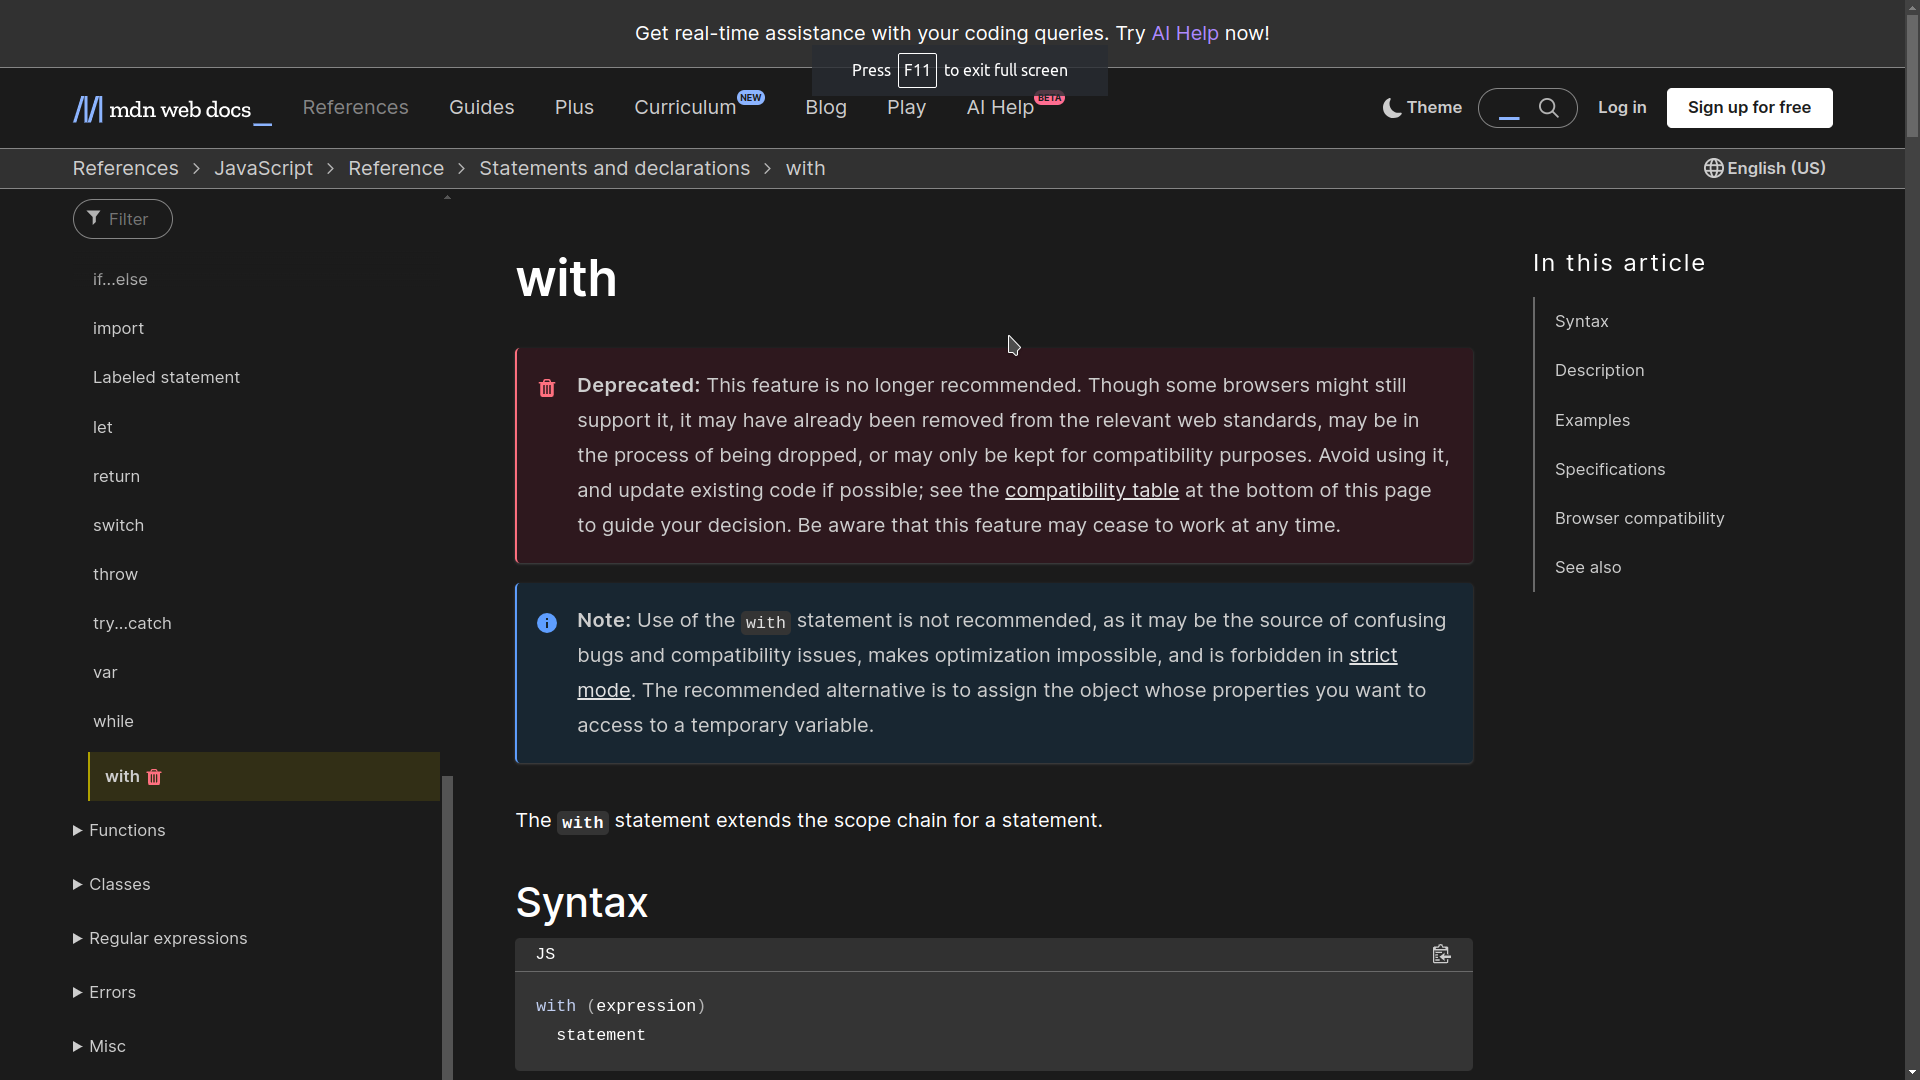 Get real-time assistance with your coding queries. Try AI Help now!
Press F11 to exit full screen
mdn web docs_
References
Guides
Plus
Curriculum NEW
Blog
Play
AI Help BETA
Theme
Log in
Sign up for free
References > JavaScript > Reference > Statements and declarations > with
English (US)
Filter
if...else
import
Labeled statement
let
return
switch
throw
try...catch
var
while
with
Functions
Classes
Regular expressions
Errors
Misc
with
Deprecated: This feature is no longer recommended. Though some browsers might still
support it, it may have already been removed from the relevant web standards, may be in
the process of being dropped, or may only be kept for compatibility purposes. Avoid using it,
and update existing code if possible; see the compatibility table at the bottom of this page
to guide your decision. Be aware that this feature may cease to work at any time.
Note: Use of the with statement is not recommended, as it may be the source of confusing
bugs and compatibility issues, makes optimization impossible, and is forbidden in strict
mode. The recommended alternative is to assign the object whose properties you want to
access to a temporary variable.
The with statement extends the scope chain for a statement.
Syntax
JS
with (expression)
  statement
In this article
Syntax
Description
Examples
Specifications
Browser compatibility
See also